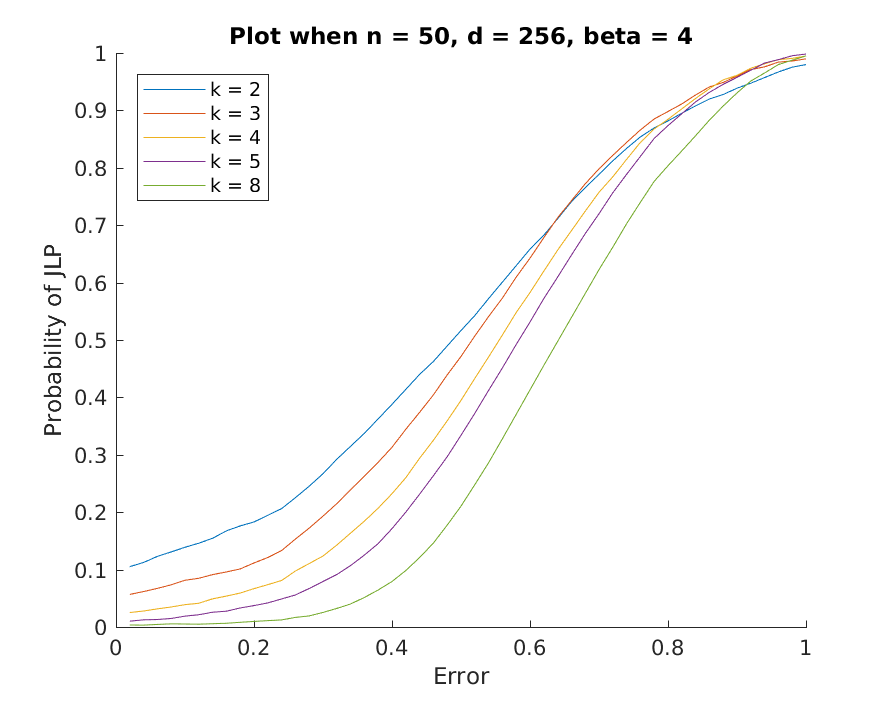 Plot when n = 50, d = 256, beta = 4
1
0.9
0.8
0.7
0.6
0.5
0.4
0.3
0.2
0.1
0
Probability of JLP
k = 2
k = 3
k = 4
k = 5
k = 8
0 0.2 0.4 0.6 0.8 1
Error